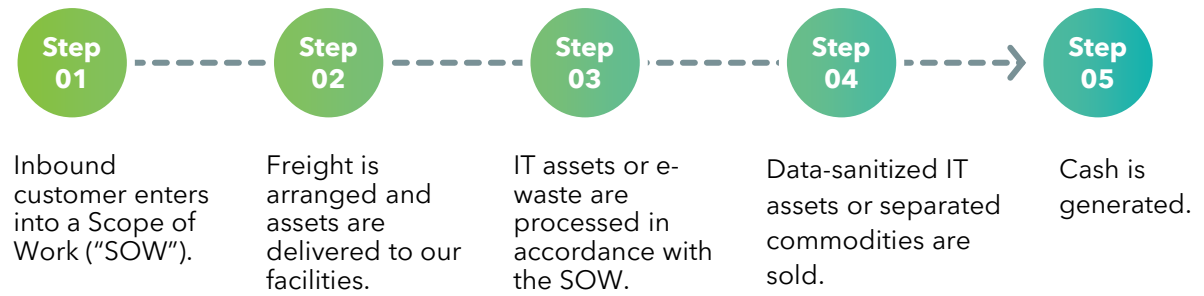 Step
01
Step
02
Step
03
Step
04
Step
05
Inbound
customer enters
into a Scope of
Work (“SOW”).
Freight is
arranged and
assets are
delivered to our
facilities.
IT assets or e-
waste are
processed in
accordance with
the SOW.
Data-sanitized IT
assets or separated
commodities are
sold.
Cash is
generated.